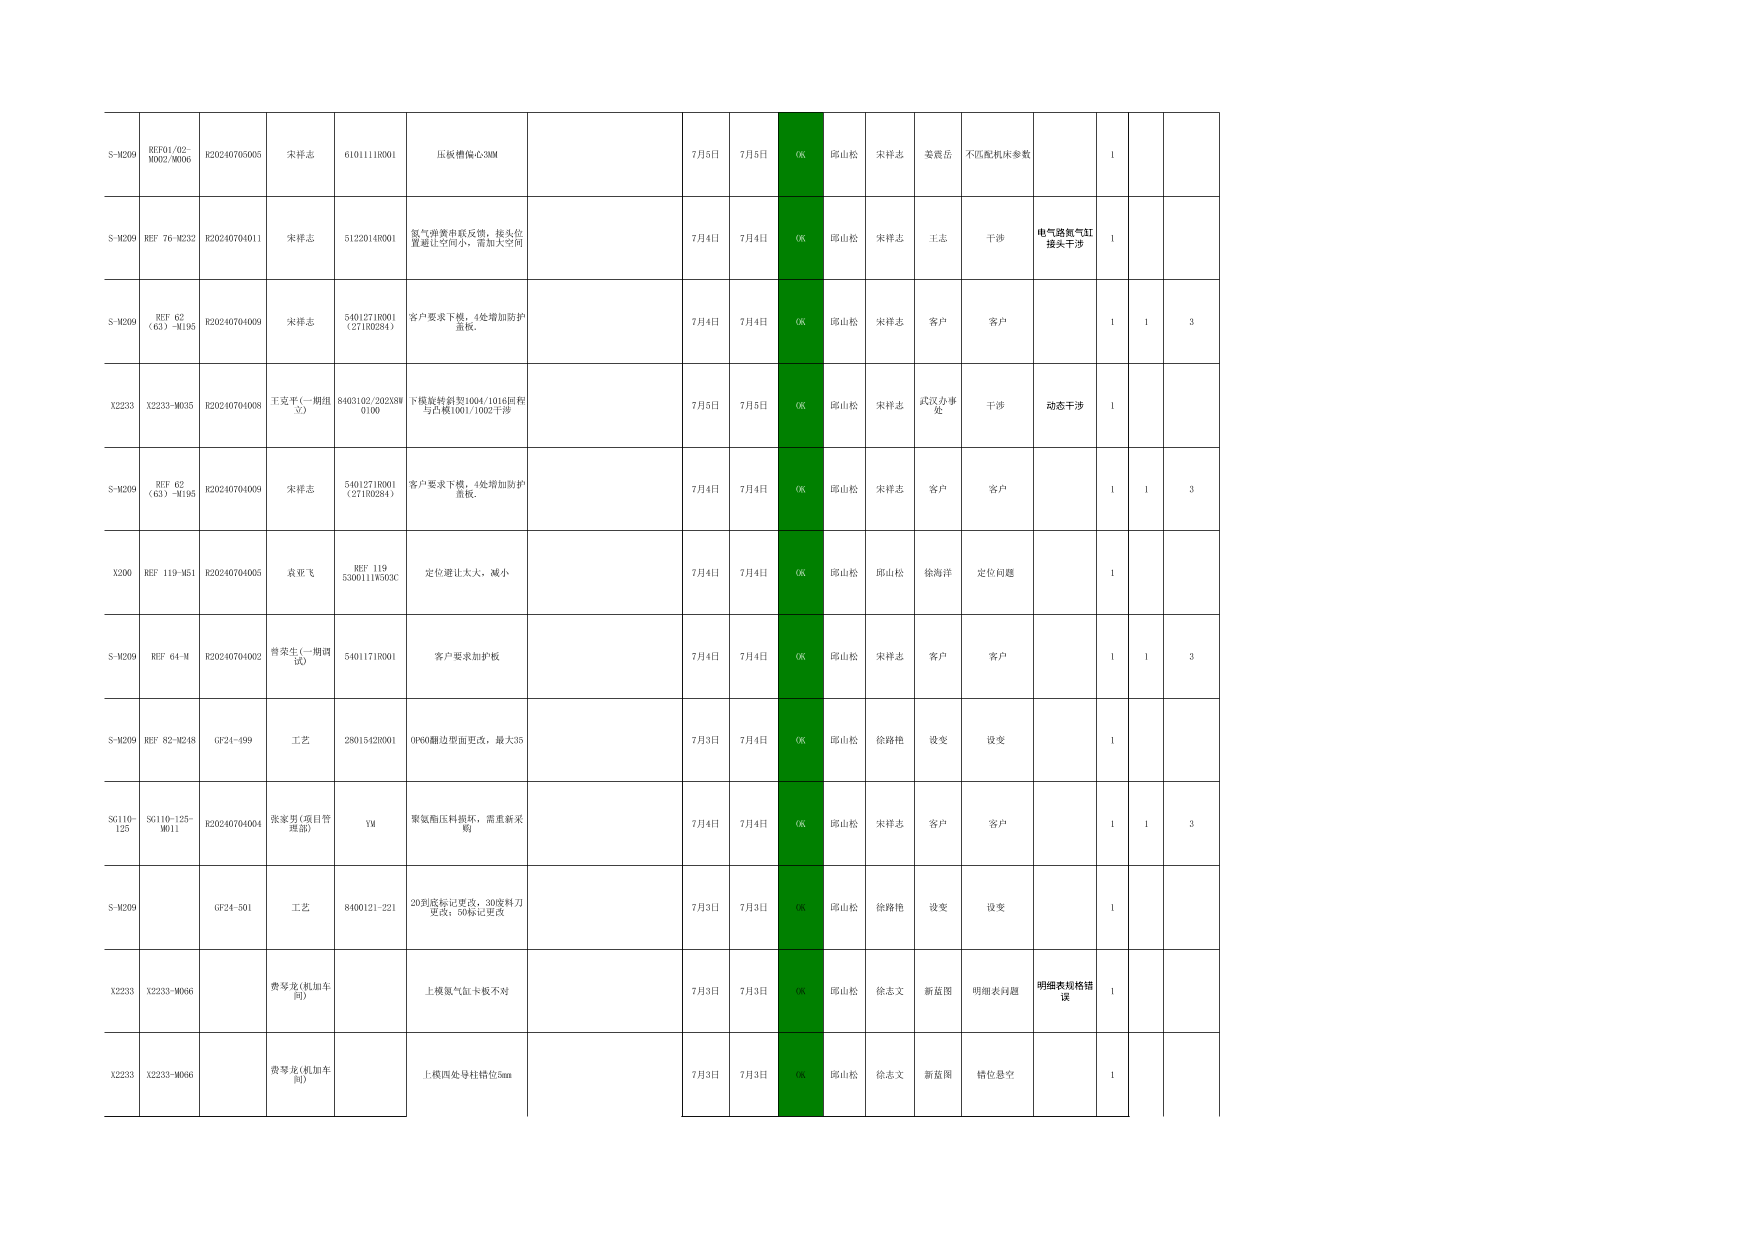 S-M209 REF01/02-M002/M006 R20240705005 宋祥志 6101111R001 压板槽偏心3MM 7月5日 7月5日 OK 邱山松 宋祥志 姜震岳 不匹配机床参数 1
S-M209 REF 76-M232 R20240704011 宋祥志 5122014R001 氮气弹簧串联反馈，接头位置避让空间小，需加大空间 7月4日 7月4日 OK 邱山松 宋祥志 王志 干涉 电气路氮气缸接头干涉 1
S-M209 REF 62（63）-M195 R20240704009 宋祥志 5401271R001（271R0284） 客户要求下模，4处增加防护盖板. 7月4日 7月4日 OK 邱山松 宋祥志 客户 客户 1 1 3
X2233 X2233-M035 R20240704008 王克平(一期组立) 8403102/202X8W0100 下模旋转斜契1004/1016回程与凸模1001/1002干涉 7月5日 7月5日 OK 邱山松 宋祥志 武汉办事处 干涉 动态干涉 1
S-M209 REF 62（63）-M195 R20240704009 宋祥志 5401271R001（271R0284） 客户要求下模，4处增加防护盖板. 7月4日 7月4日 OK 邱山松 宋祥志 客户 客户 1 1 3
X200 REF 119-M51 R20240704005 袁亚飞 REF 119 5300111W503C 定位避让太大，减小 7月4日 7月4日 OK 邱山松 邱山松 徐海洋 定位问题 1
S-M209 REF 64-M R20240704002 曾荣生(一期调试) 5401171R001 客户要求加护板 7月4日 7月4日 OK 邱山松 宋祥志 客户 客户 1 1 3
S-M209 REF 82-M248 GF24-499 工艺 2801542R001 OP60翻边型面更改，最大35 7月3日 7月4日 OK 邱山松 徐路艳 设变 设变 1
SG110-125 SG110-125-M011 R20240704004 张家男(项目管理部) YM 聚氨酯压料损坏，需重新采购 7月4日 7月4日 OK 邱山松 宋祥志 客户 客户 1 1 3
S-M209 GF24-501 工艺 8400121-221 20到底标记更改，30废料刀更改；50标记更改 7月3日 7月3日 OK 邱山松 徐路艳 设变 设变 1
X2233 X2233-M066 费琴龙(机加车间) 上模氮气缸卡板不对 7月3日 7月3日 OK 邱山松 徐志文 新蓝图 明细表问题 明细表规格错误 1
X2233 X2233-M066 费琴龙(机加车间) 上模四处导柱错位5mm 7月3日 7月3日 OK 邱山松 徐志文 新蓝图 错位悬空 1